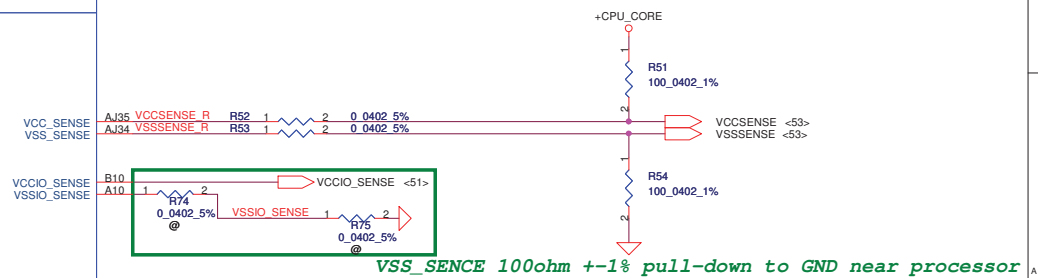 +CPU_CORE
1
R51
100_0402_1%
2
VCC_SENSE AJ35 VCCSENSE_R R52 1 2 0_0402_5% VCCSENSE <53>
VSS_SENSE AJ34 VSSSENSE_R R53 1 2 0_0402_5% VSSSENSE <53>
1
R54
100_0402_1%
2
VCCIO_SENSE B10 VCCIO_SENSE <51>
VSSIO_SENSE A10 1 2
R74
0_0402_5%
@
VSSIO_SENSE 1 2
R75
0_0402_5%
@
VSS_SENCE 100ohm +-1% pull-down to GND near processor
A